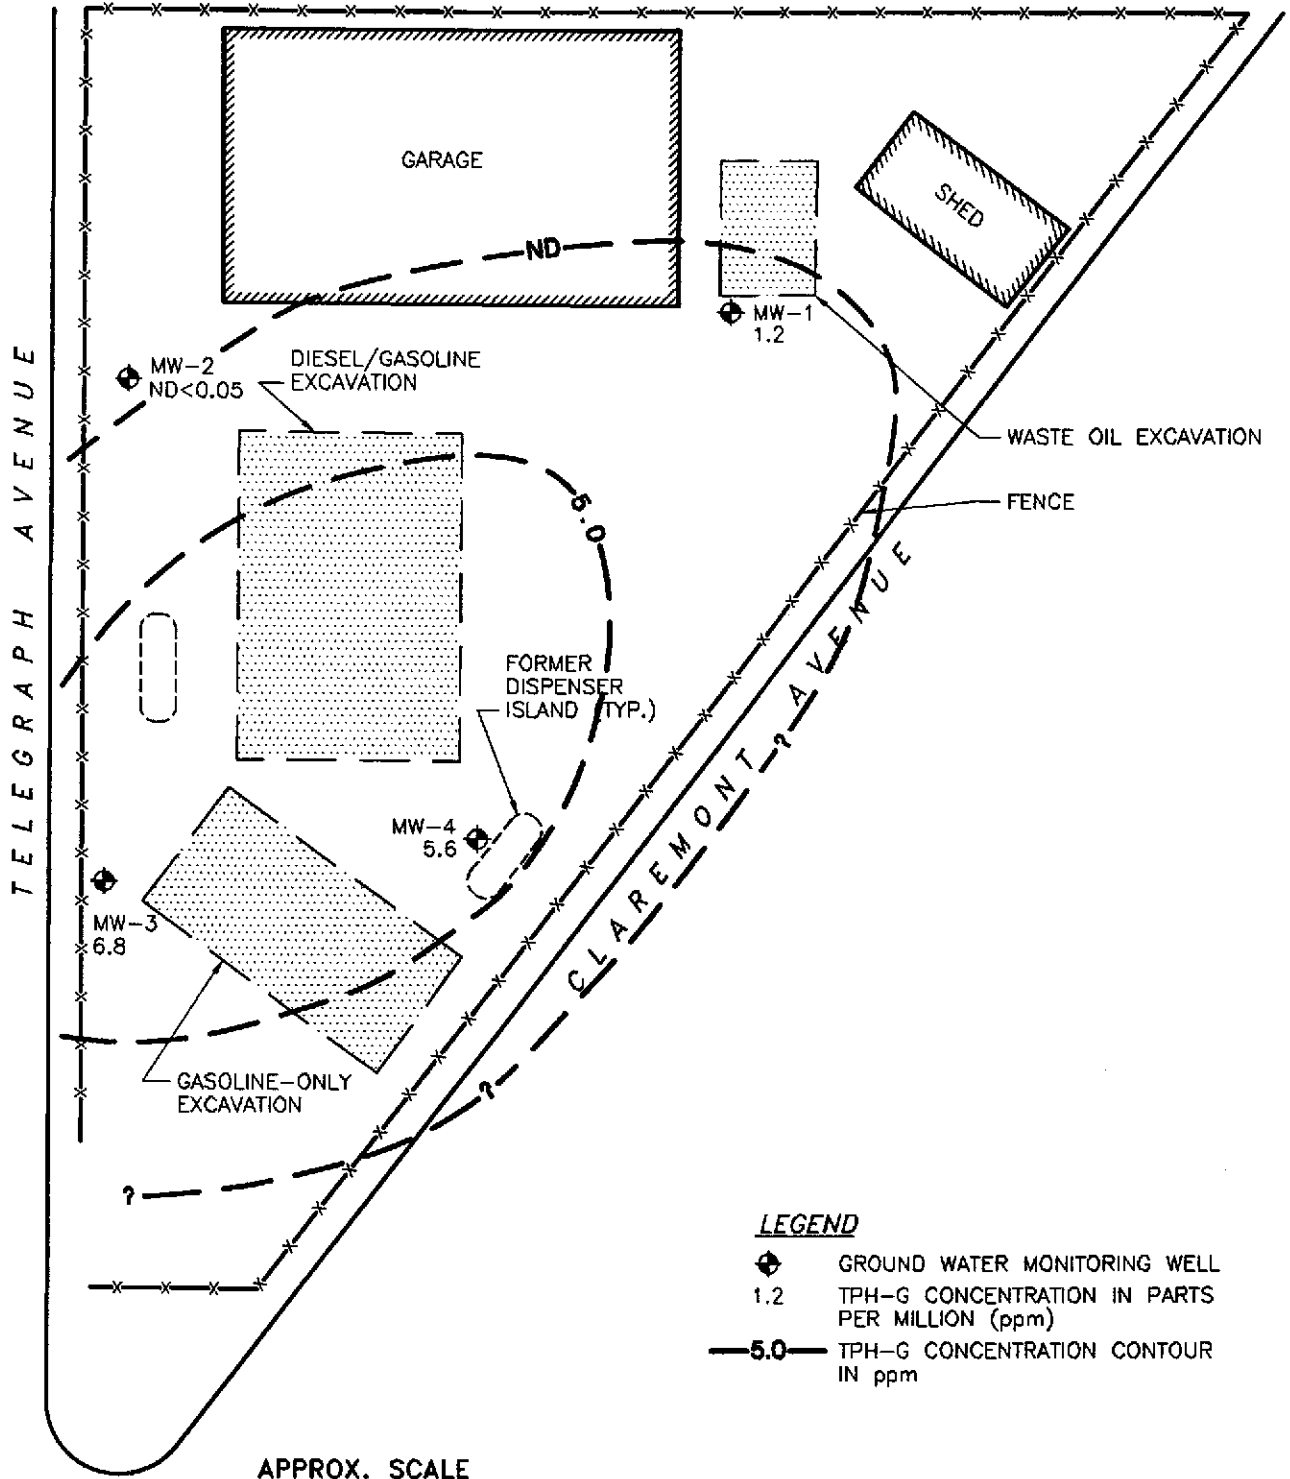 GARAGE
SHED
ND
MW-1
1.2
MW-2
ND<0.05
DIESEL/GASOLINE
EXCAVATION
TELEGRAPH AVENUE
WASTE OIL EXCAVATION
FENCE
5.0
FORMER
DISPENSER
ISLAND (TYP.)
CLAREMONT AVENUE
?
MW-4
5.6
MW-3
6.8
GASOLINE-ONLY
EXCAVATION
?
?
LEGEND
GROUND WATER MONITORING WELL
1.2 TPH-G CONCENTRATION IN PARTS
PER MILLION (ppm)
5.0 TPH-G CONCENTRATION CONTOUR
IN ppm
APPROX. SCALE